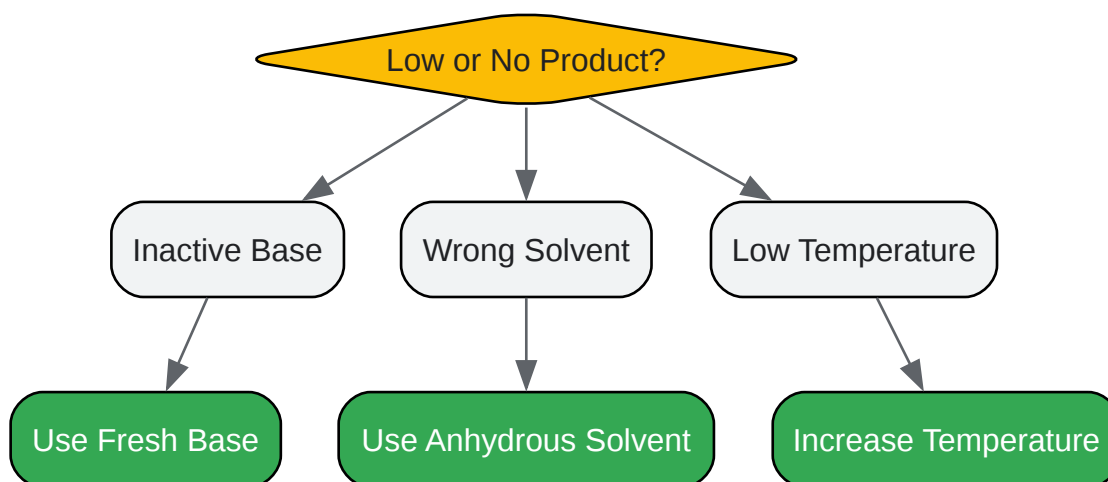 Low or No Product?
Inactive Base
Wrong Solvent
Low Temperature
Use Fresh Base
Use Anhydrous Solvent
Increase Temperature